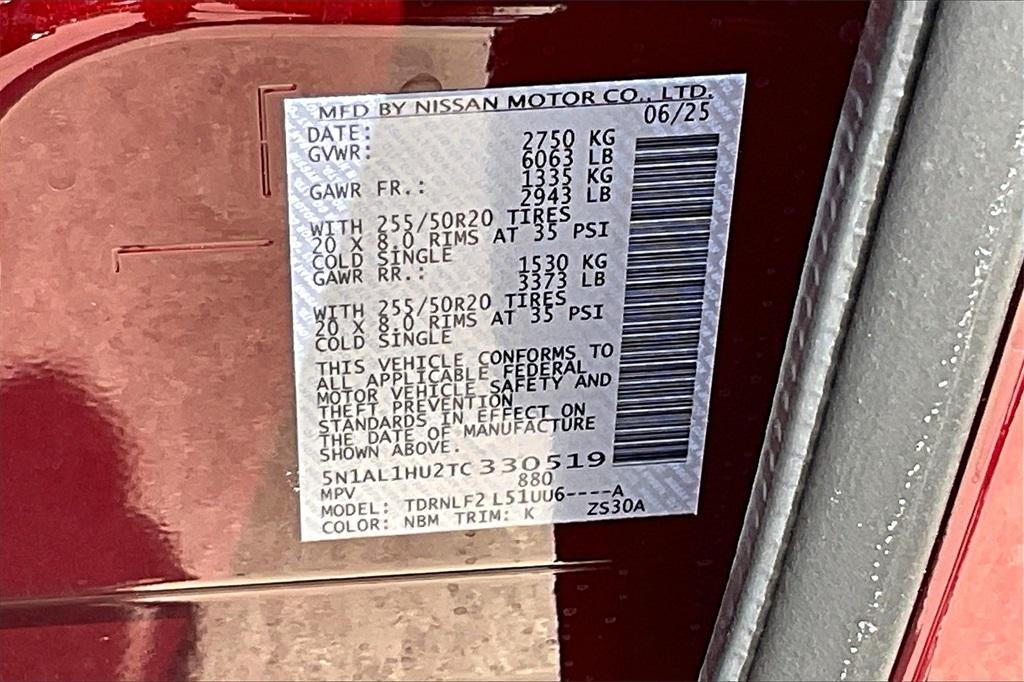 MFD BY NISSAN MOTOR CO., LTD.
DATE: 06/25
GVWR: 2750 KG
6063 LB
GAWR FR.: 1335 KG
2943 LB
WITH 255/50R20 TIRES
20 X 8.0 RIMS AT 35 PSI
COLD SINGLE
GAWR RR.: 1530 KG
3373 LB
WITH 255/50R20 TIRES
20 X 8.0 RIMS AT 35 PSI
COLD SINGLE
THIS VEHICLE CONFORMS TO
ALL APPLICABLE FEDERAL
MOTOR VEHICLE SAFETY AND
THEFT PREVENTION
STANDARDS IN EFFECT ON
THE DATE OF MANUFACTURE
SHOWN ABOVE.
5N1AL1HU2TC 330519
MPV 880
MODEL: TDRNLF2 L51UU6----A
COLOR: NBM TRIM: K ZS30A